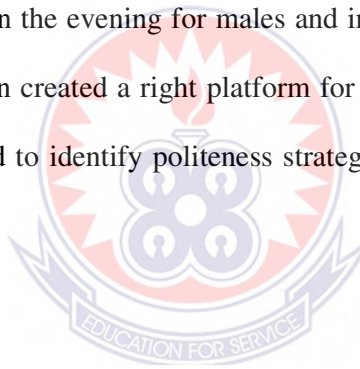 n the evening for males and in
n created a right platform for
d to identify politeness strateg
EDUCATION FOR SERVICE